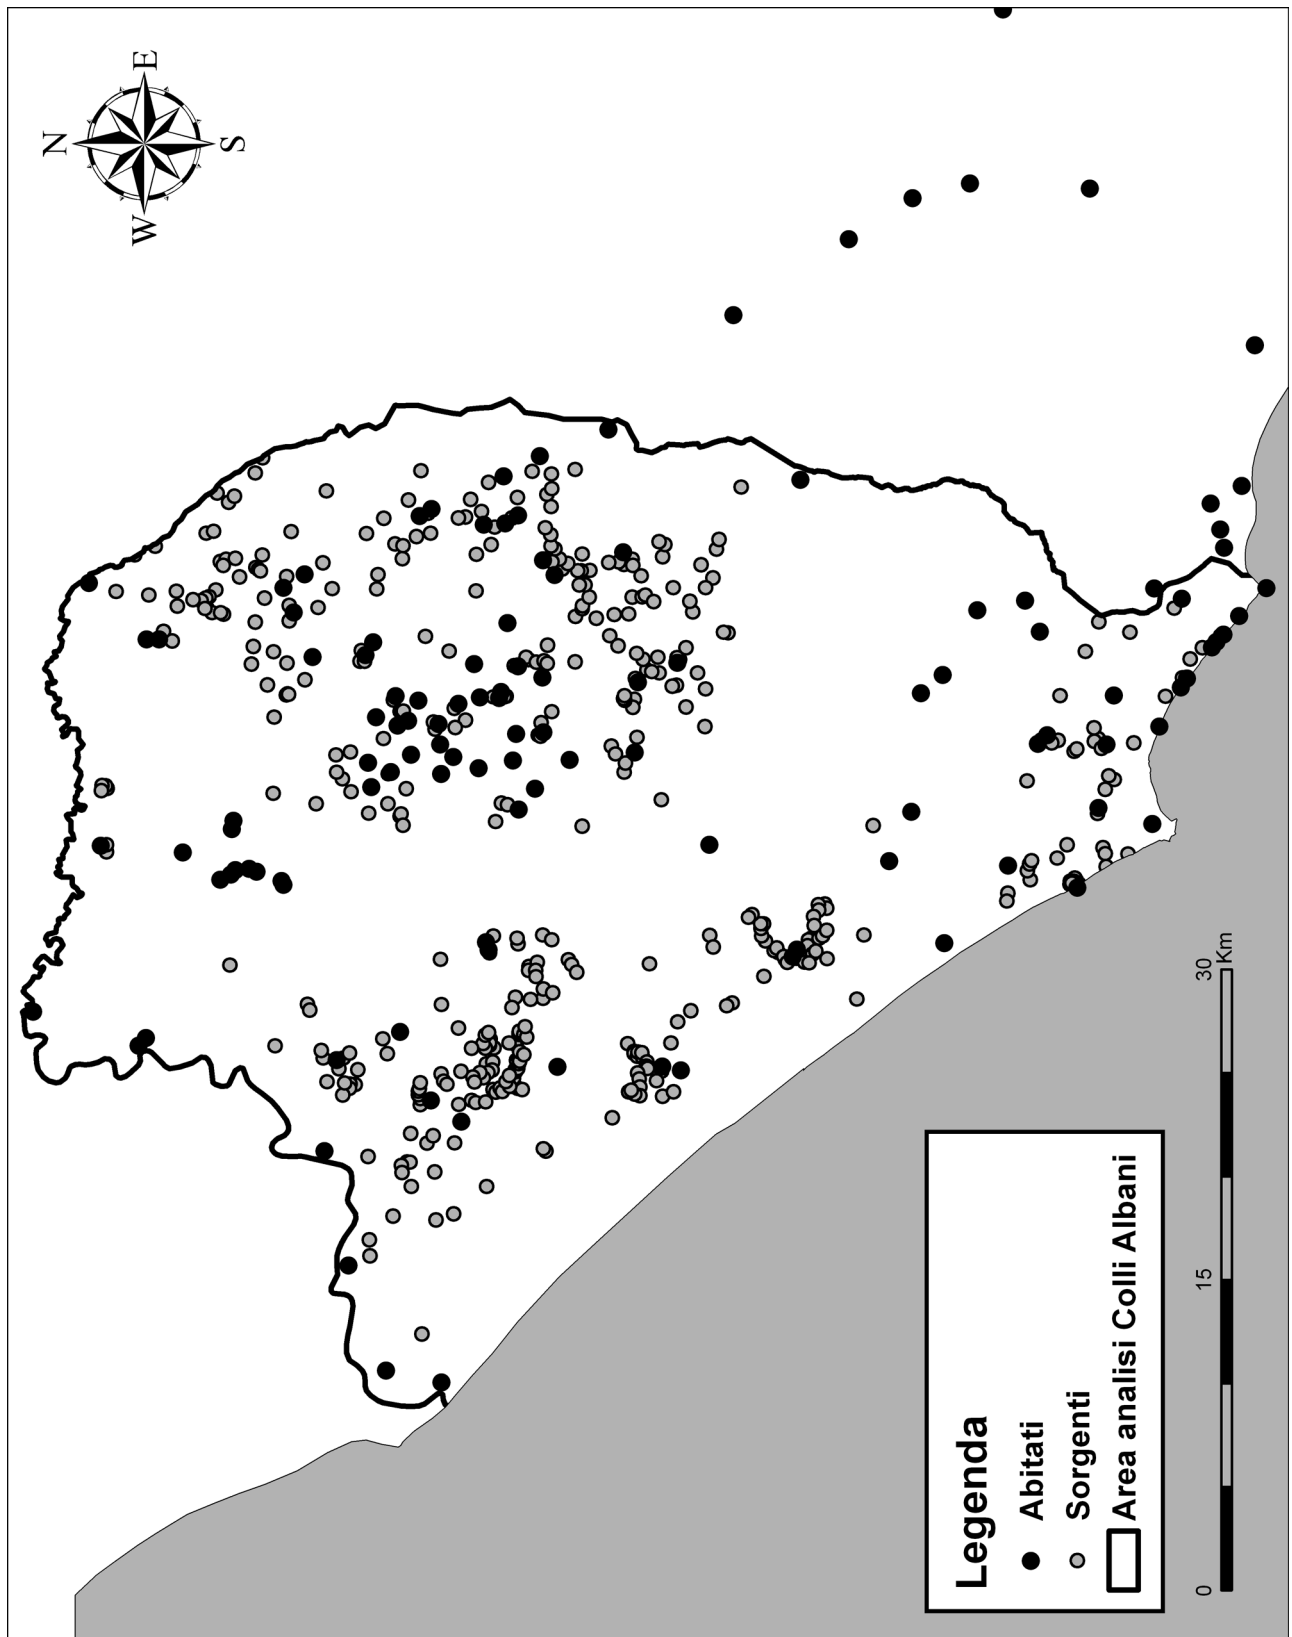 N
W
E
S
Legenda
Abitati
Sorgenti
Area analisi Colli Albani
0
15
30
Km